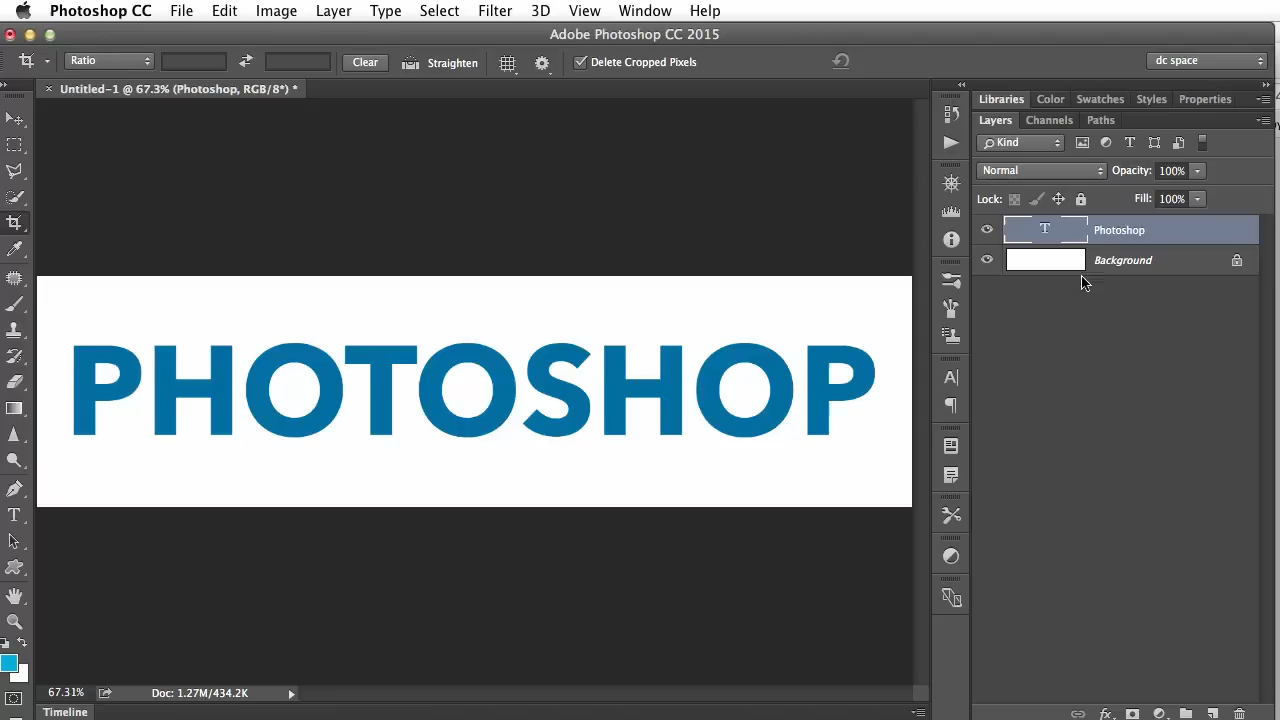 Photoshop CC File Edit Image Layer Type Select Filter 3D View Window Help
Adobe Photoshop CC 2015
Ratio Clear Straighten Delete Cropped Pixels dc space
Untitled-1 @ 67.3% (Photoshop, RGB/8*) *
Libraries Color Swatches Styles Properties
Layers Channels Paths
Kind
Normal Opacity: 100%
Lock: Fill: 100%
T Photoshop
Background
PHOTOSHOP
67.31% Doc: 1.27M/434.2K
Timeline